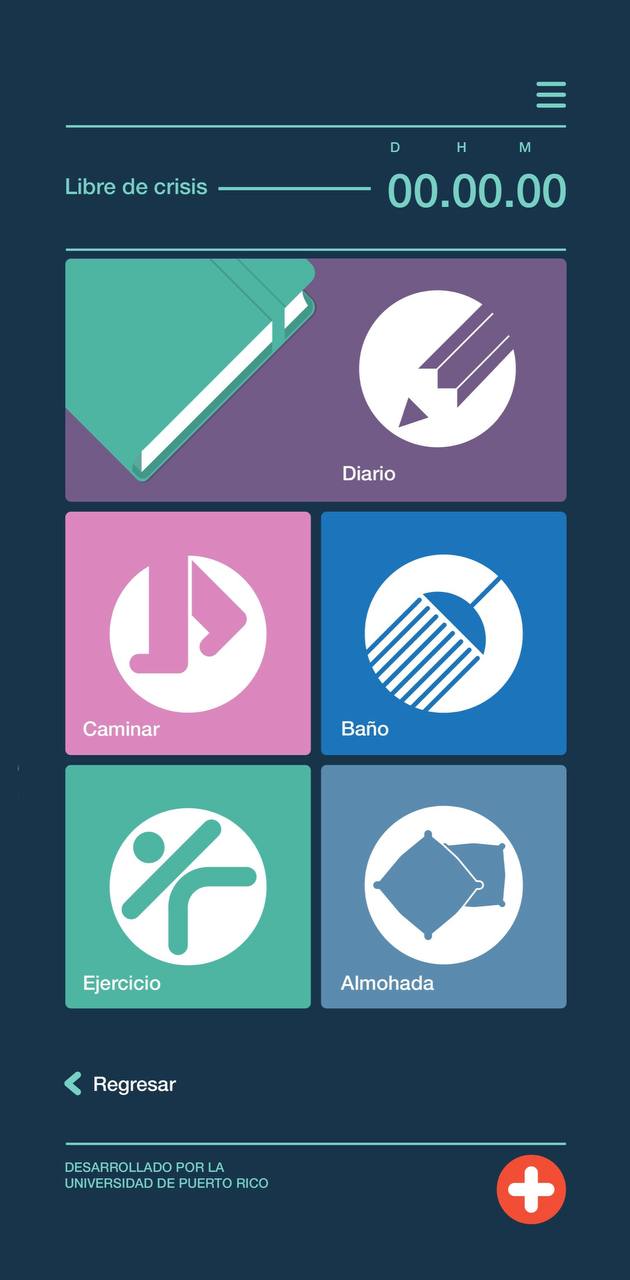 D H M
Libre de crisis 00.00.00
Diario
Caminar Baño
Ejercicio Almohada
Regresar
DESARROLLADO POR LA
UNIVERSIDAD DE PUERTO RICO